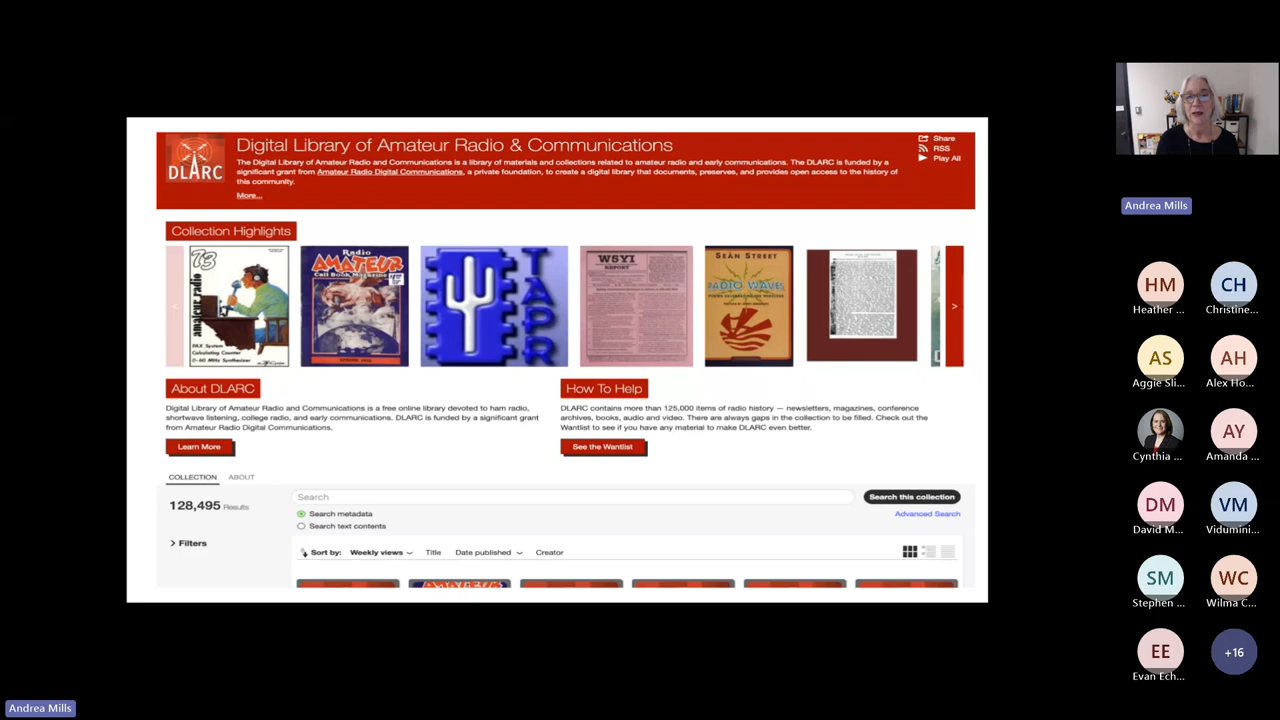 DLARC
Digital Library of Amateur Radio & Communications
The Digital Library of Amateur Radio and Communications is a library of materials and collections related to amateur radio and early communications. The DLARC is funded by a
significant grant from Amateur Radio Digital Communications, a private foundation, to create a digital library that documents, preserves, and provides open access to the history of
this community.
More...
Share
RSS
Play All
Collection Highlights
73
amateur radio
FAX System
Calculating Counter
0-60 MHz Synthesizer
Radio
AMATEUR
Call Book Magazine
TAPR
W5YI
REPORT
SEÁN STREET
RADIO WAVES
<
>
About DLARC
Digital Library of Amateur Radio and Communications is a free online library devoted to ham radio,
shortwave listening, college radio, and early communications. DLARC is funded by a significant grant
from Amateur Radio Digital Communications.
Learn More
How To Help
DLARC contains more than 125,000 items of radio history — newsletters, magazines, conference
archives, books, audio and video. There are always gaps in the collection to be filled. Check out the
Wantlist to see if you have any material to make DLARC even better.
See the Wantlist
COLLECTION ABOUT
128,495 Results
Filters
Search
Search this collection
Search metadata
Advanced Search
Search text contents
Sort by: Weekly views Title Date published Creator
Andrea Mills
HM
Heather ...
CH
Christine...
AS
Aggie Sli...
AH
Alex Ho...
Cynthia ...
AY
Amanda ...
DM
David M...
VM
Vidumini...
SM
Stephen ...
WC
Wilma C...
EE
Evan Ech...
+16
Andrea Mills